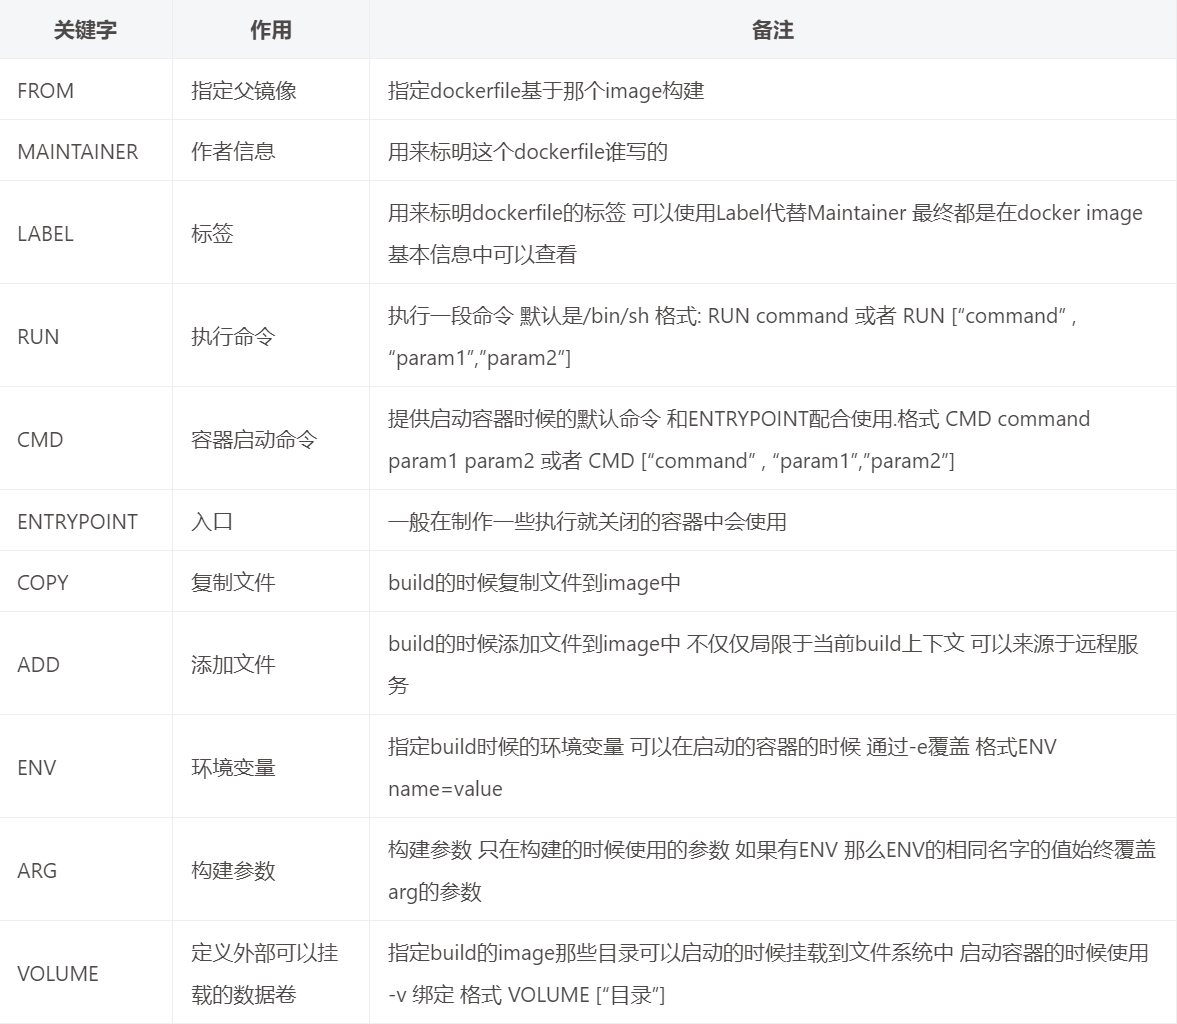 关键字 作用 备注
FROM 指定父镜像 指定dockerfile基于那个image构建
MAINTAINER 作者信息 用来标明这个dockerfile谁写的
LABEL 标签 用来标明dockerfile的标签 可以使用Label代替Maintainer 最终都是在docker image
基本信息中可以查看
RUN 执行命令 执行一段命令 默认是/bin/sh 格式: RUN command 或者 RUN [“command” ,
“param1”,”param2”]
CMD 容器启动命令 提供启动容器时候的默认命令 和ENTRYPOINT配合使用.格式 CMD command
param1 param2 或者 CMD [“command” , “param1”,”param2”]
ENTRYPOINT 入口 一般在制作一些执行就关闭的容器中会使用
COPY 复制文件 build的时候复制文件到image中
ADD 添加文件 build的时候添加文件到image中 不仅仅局限于当前build上下文 可以来源于远程服
务
ENV 环境变量 指定build时候的环境变量 可以在启动的容器的时候 通过-e覆盖 格式ENV
name=value
ARG 构建参数 构建参数 只在构建的时候使用的参数 如果有ENV 那么ENV的相同名字的值始终覆盖
arg的参数
VOLUME 定义外部可以挂 指定build的image那些目录可以启动的时候挂载到文件系统中 启动容器的时候使用
载的数据卷 -v 绑定 格式 VOLUME [“目录”]